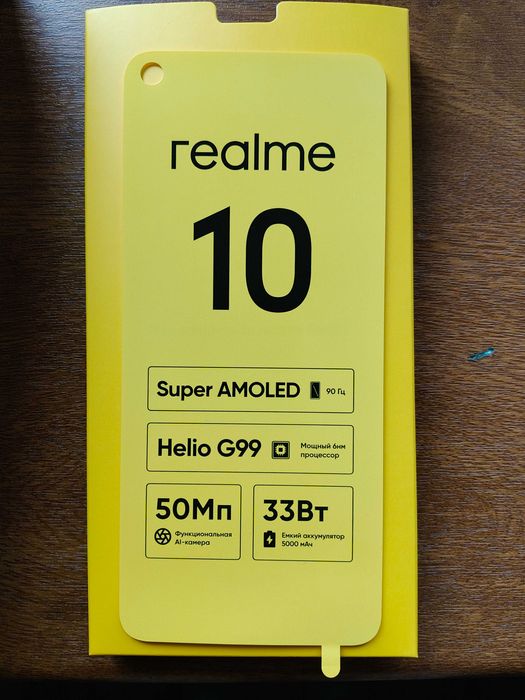 realme
10
Super AMOLED 90 Гц
Helio G99 Мощный 6нм
процессор
50Мп
Функциональная
AI-камера
33Вт
Емкий аккумулятор
5000 мАч